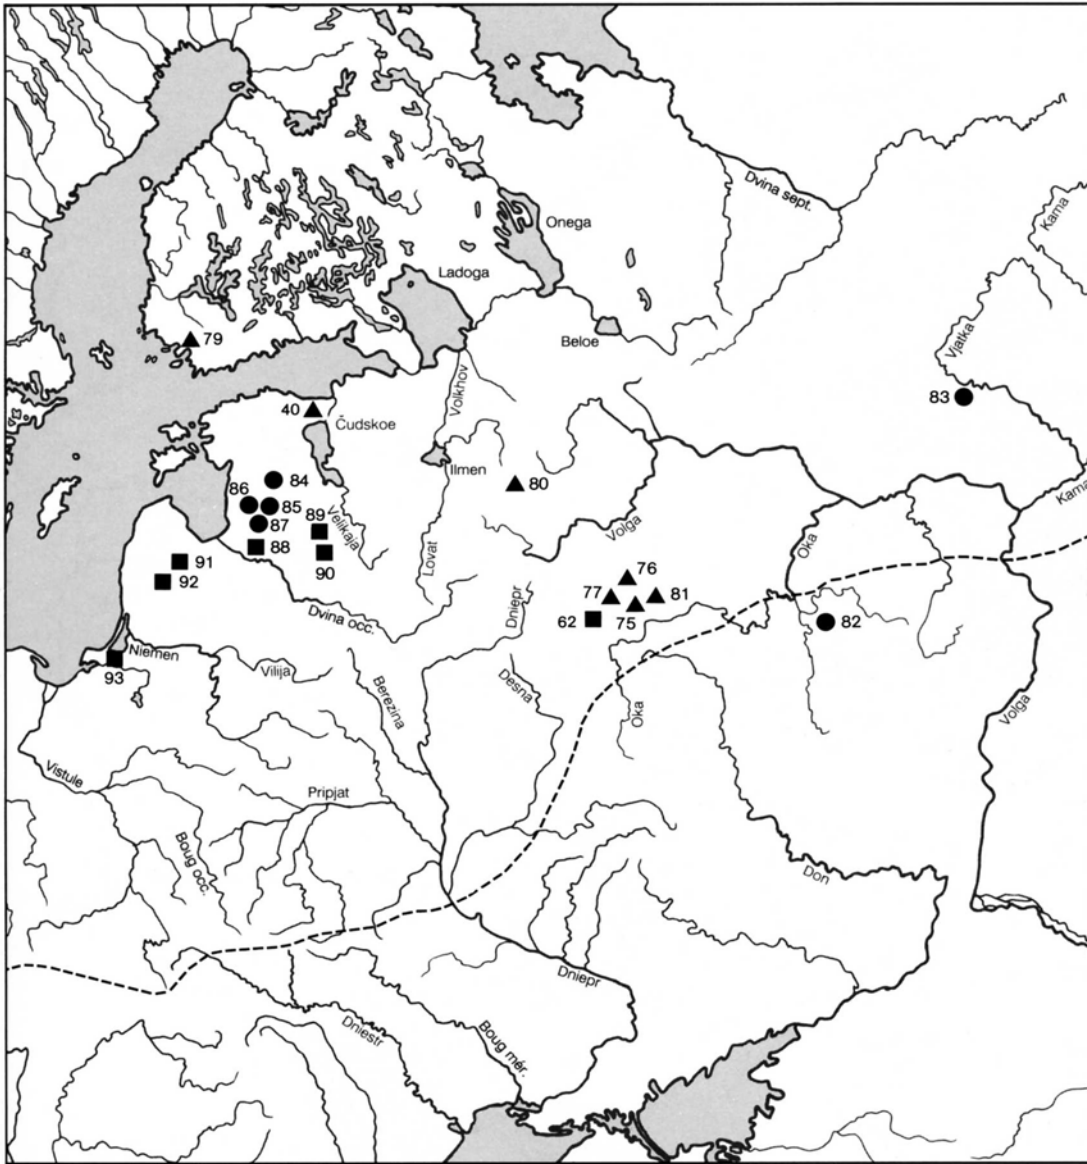 Onega
Dvina sept.
Kama
Ladoga
Vjatka
79
Beloe
Volkhov
83
40
Čudskoe
Ilmen
84
80
86
85
89
Velikaja
Kama
87
Lovat
Volga
Oka
88
91
90
76
92
77
81
Dniepr
Dvina occ.
62
75
82
Niemen
93
Vilija
Berezina
Desna
Oka
Volga
Vistule
Pripjat
Boug occ.
Don
Dniepr
Dniestr
Boug mér.